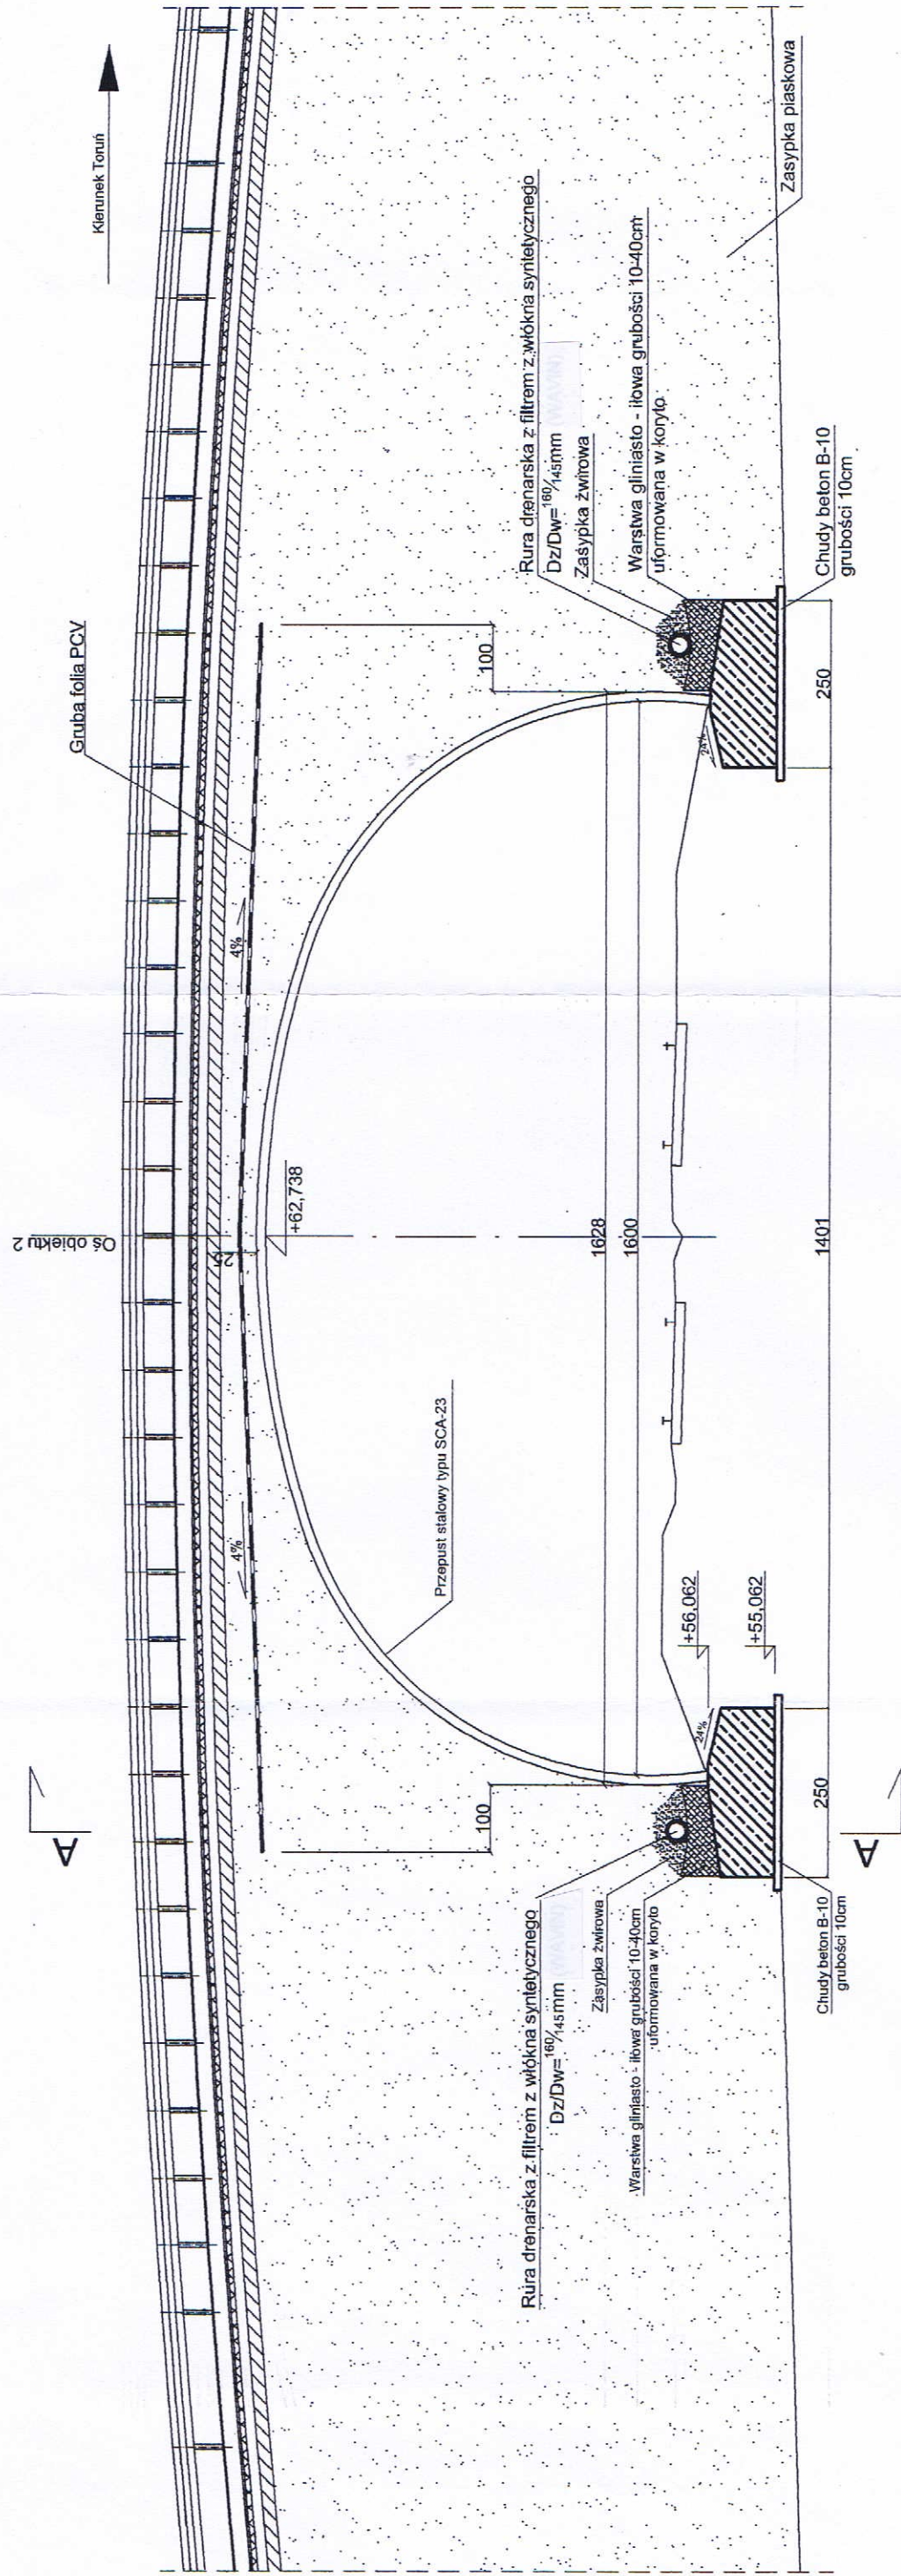 Kierunek Toruń
Oś obiektu 2
Gruba folia PCV
4%
4%
25
+62,738
Przepust stalowy typu SCA-23
A
A
100
100
1628
1600
Rura drenarska z filtrem z włókna syntetycznego
Dz/Dw=160/145mm (WAVIN)
Zasypka żwirowa
Warstwa gliniasto - iłowa grubości 10-40cm
uformowana w koryto
24%
+56,062
+55,062
24%
Rura drenarska z filtrem z włókna syntetycznego
Dz/Dw=160/145mm (WAVIN)
Zasypka żwirowa
Warstwa gliniasto - iłowa grubości 10-40cm
uformowana w koryto
Zasypka piaskowa
Chudy beton B-10
grubości 10cm
250
1401
250
Chudy beton B-10
grubości 10cm